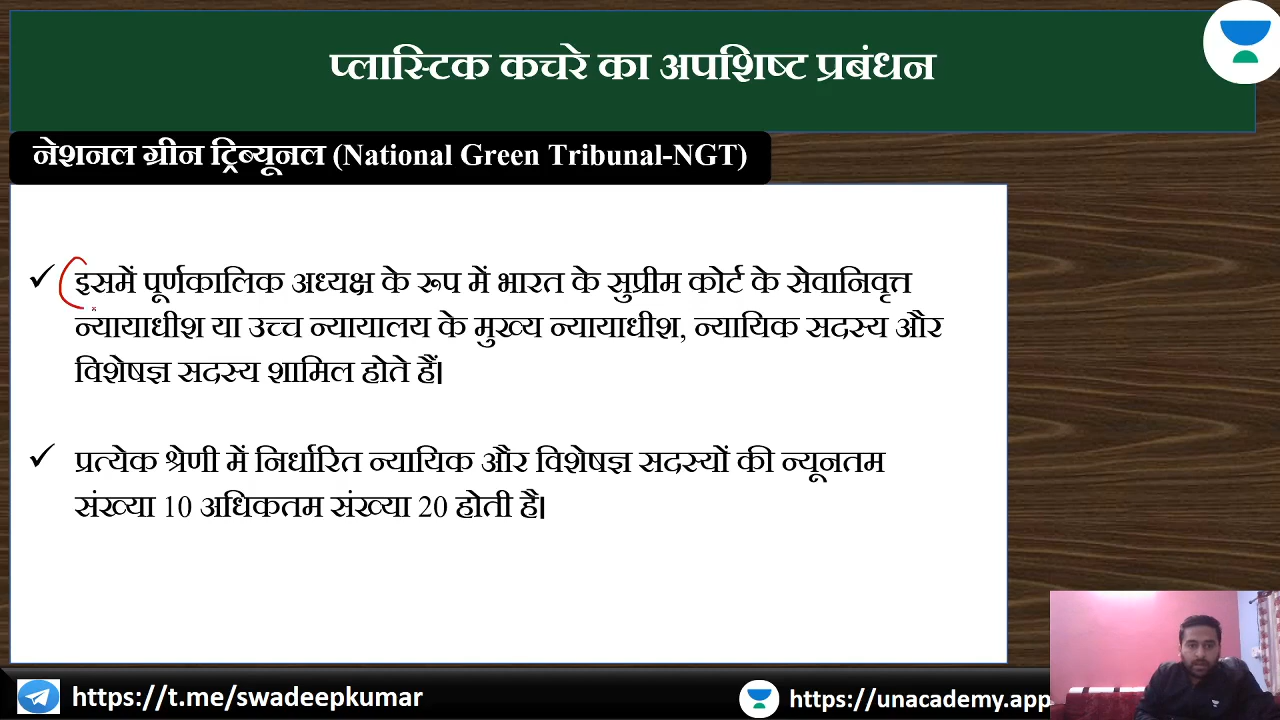 प्लास्टिक कचरे का अपशिष्ट प्रबंधन
नेशनल ग्रीन ट्रिब्यूनल (National Green Tribunal-NGT)
✓ इसमें पूर्णकालिक अध्यक्ष के रूप में भारत के सुप्रीम कोर्ट के सेवानिवृत्त
न्यायाधीश या उच्च न्यायालय के मुख्य न्यायाधीश, न्यायिक सदस्य और
विशेषज्ञ सदस्य शामिल होते हैं।
✓ प्रत्येक श्रेणी में निर्धारित न्यायिक और विशेषज्ञ सदस्यों की न्यूनतम
संख्या 10 अधिकतम संख्या 20 होती है।
https://t.me/swadeepkumar
https://unacademy.app